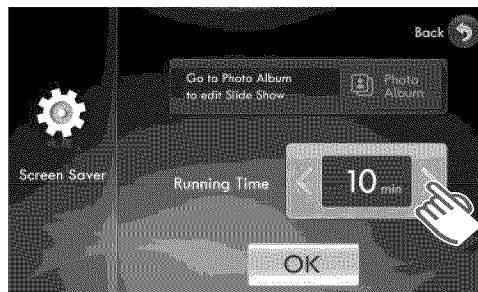 Back
Go to Photo Album
to edit Slide Show
Photo
Album
Screen Saver
Running Time
10 min
OK